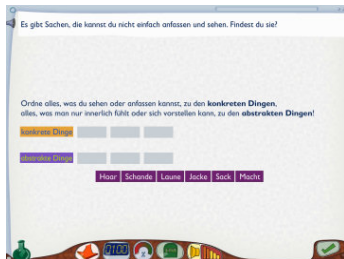 Es gibt Sachen, die kannst du nicht einfach anfassen und sehen. Findest du sie?
Ordne alles, was du sehen oder anfassen kannst, zu den konkreten Dingen,
alles, was man nur innerlich fühlt oder sich vorstellen kann, zu den abstrakten Dingen!
konkrete Dinge
abstrakte Dinge
Haar Schande Laune Jacke Sack Macht